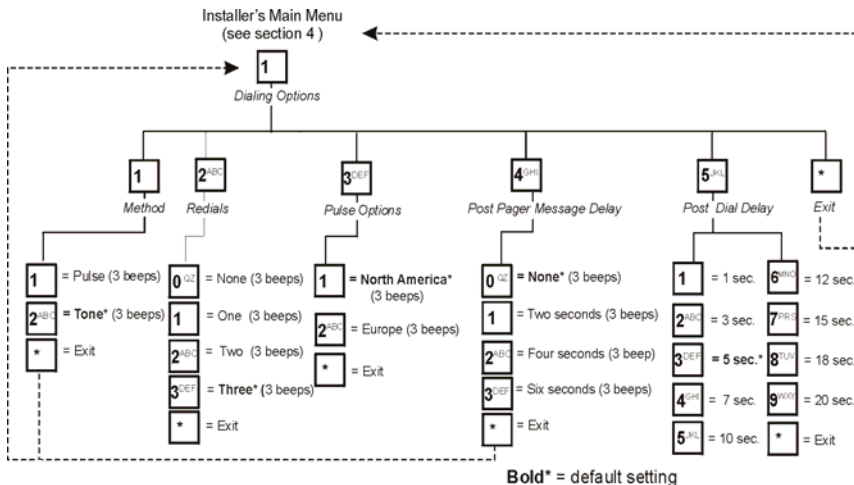 Installer's Main Menu
(see section 4 )
1
Dialing Options
1
Method
2ABC
Redials
3DEF
Pulse Options
4GHI
Post Pager Message Delay
5JKL
Post Dial Delay
*
Exit
1 = Pulse (3 beeps)
2ABC = Tone* (3 beeps)
* = Exit
0QZ = None (3 beeps)
1 = One (3 beeps)
2ABC = Two (3 beeps)
3DEF = Three* (3 beeps)
* = Exit
1 = North America*
(3 beeps)
2ABC = Europe (3 beeps)
* = Exit
0QZ = None* (3 beeps)
1 = Two seconds (3 beeps)
2ABC = Four seconds (3 beep)
3DEF = Six seconds (3 beeps)
* = Exit
1 = 1 sec.
2ABC = 3 sec.
3DEF = 5 sec.*
4GHI = 7 sec.
5JKL = 10 sec.
6MNO = 12 sec.
7PRS = 15 sec.
8TUV = 18 sec.
9WXY = 20 sec.
* = Exit
Bold* = default setting